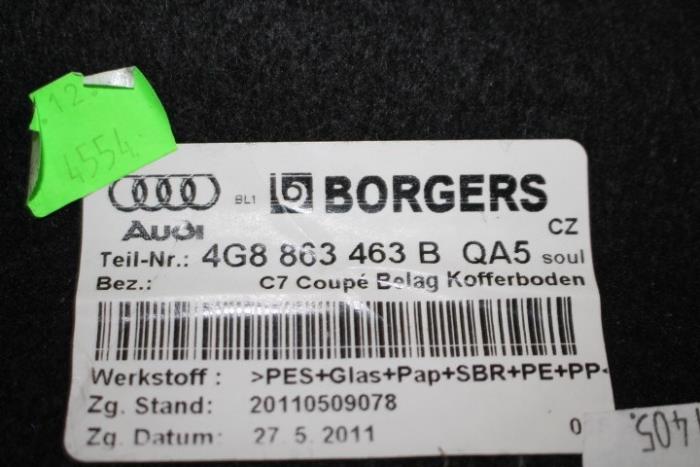 .12.
4554.
BL1 BORGERS
Audi
CZ
Teil-Nr.: 4G8 863 463 B QA5 soul
Bez.: C7 Coupé Belag Kofferboden
Werkstoff : >PES+Glas+Pap+SBR+PE+PP<
Zg. Stand: 20110509078
Zg. Datum: 27. 5. 2011
405.